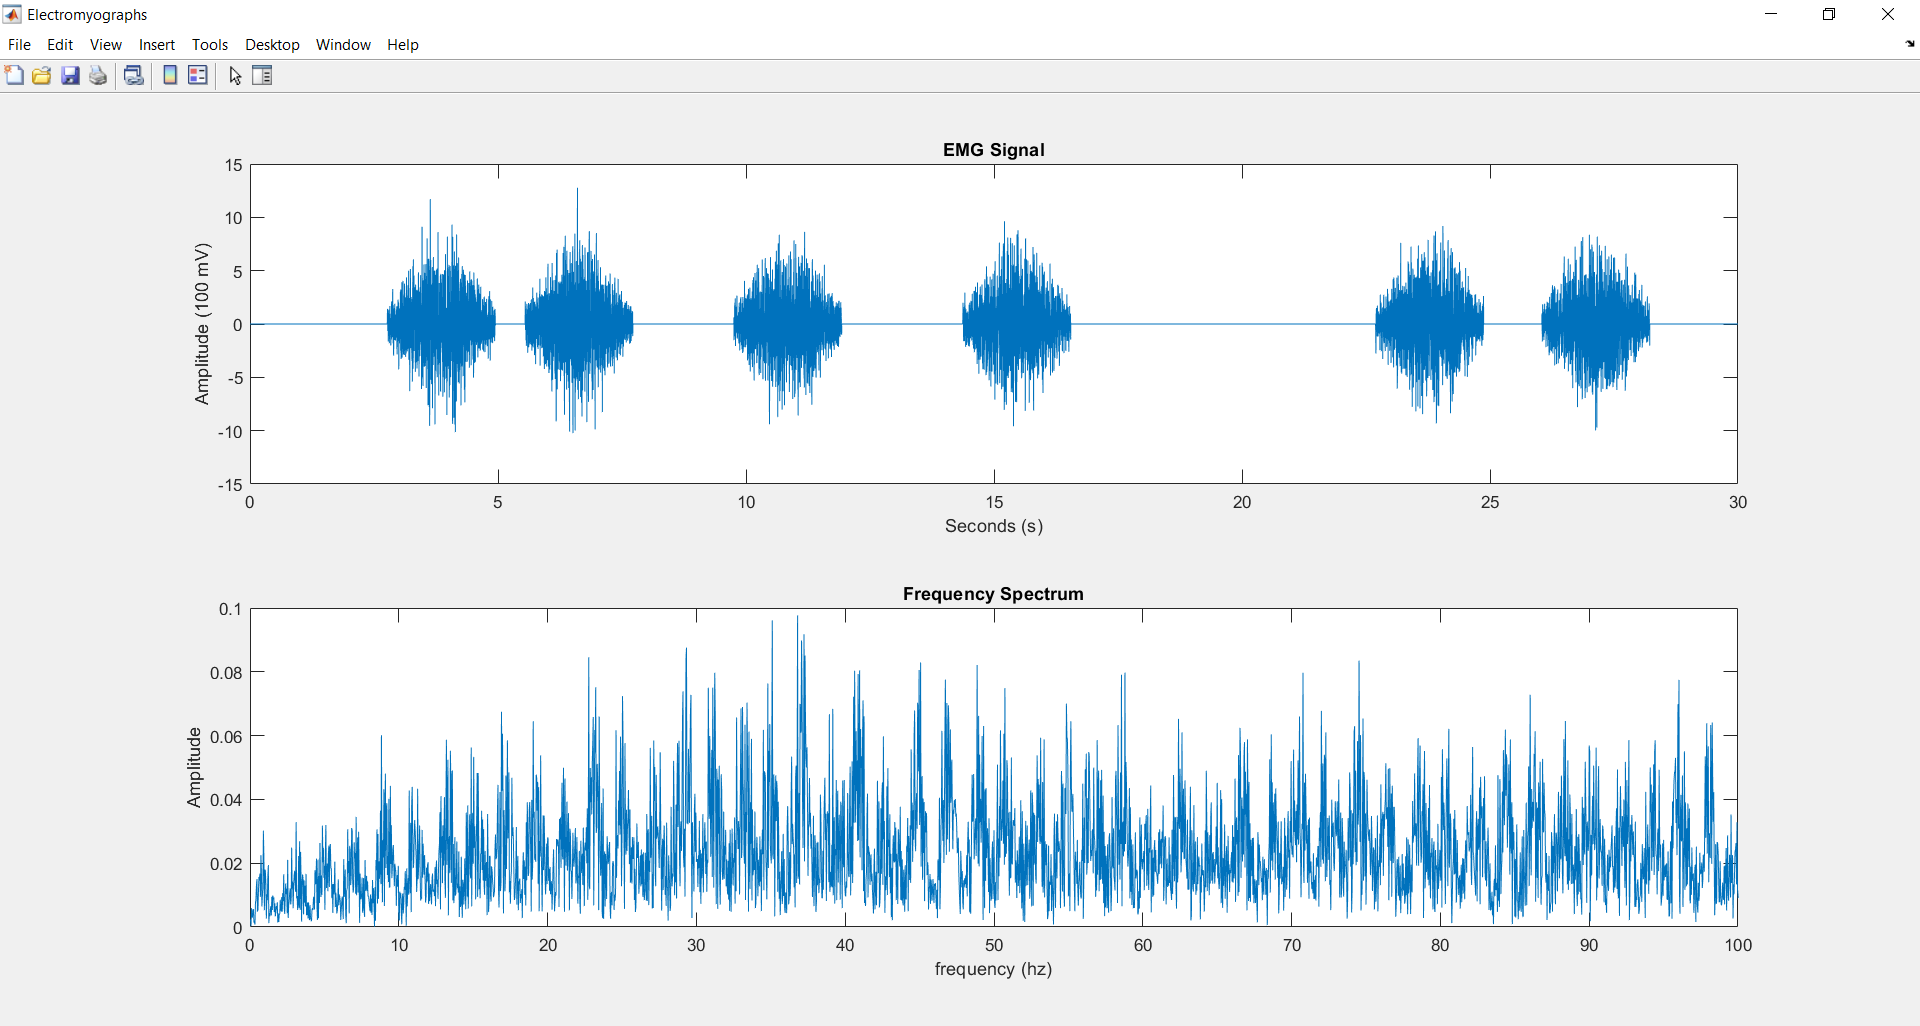 Electromyographs
File Edit View Insert Tools Desktop Window Help
EMG Signal
15
10
5
0
-5
-10
-15
Amplitude (100 mV)
0 5 10 15 20 25 30
Seconds (s)
Frequency Spectrum
0.1
0.08
0.06
0.04
0.02
0
Amplitude
0 10 20 30 40 50 60 70 80 90 100
frequency (hz)